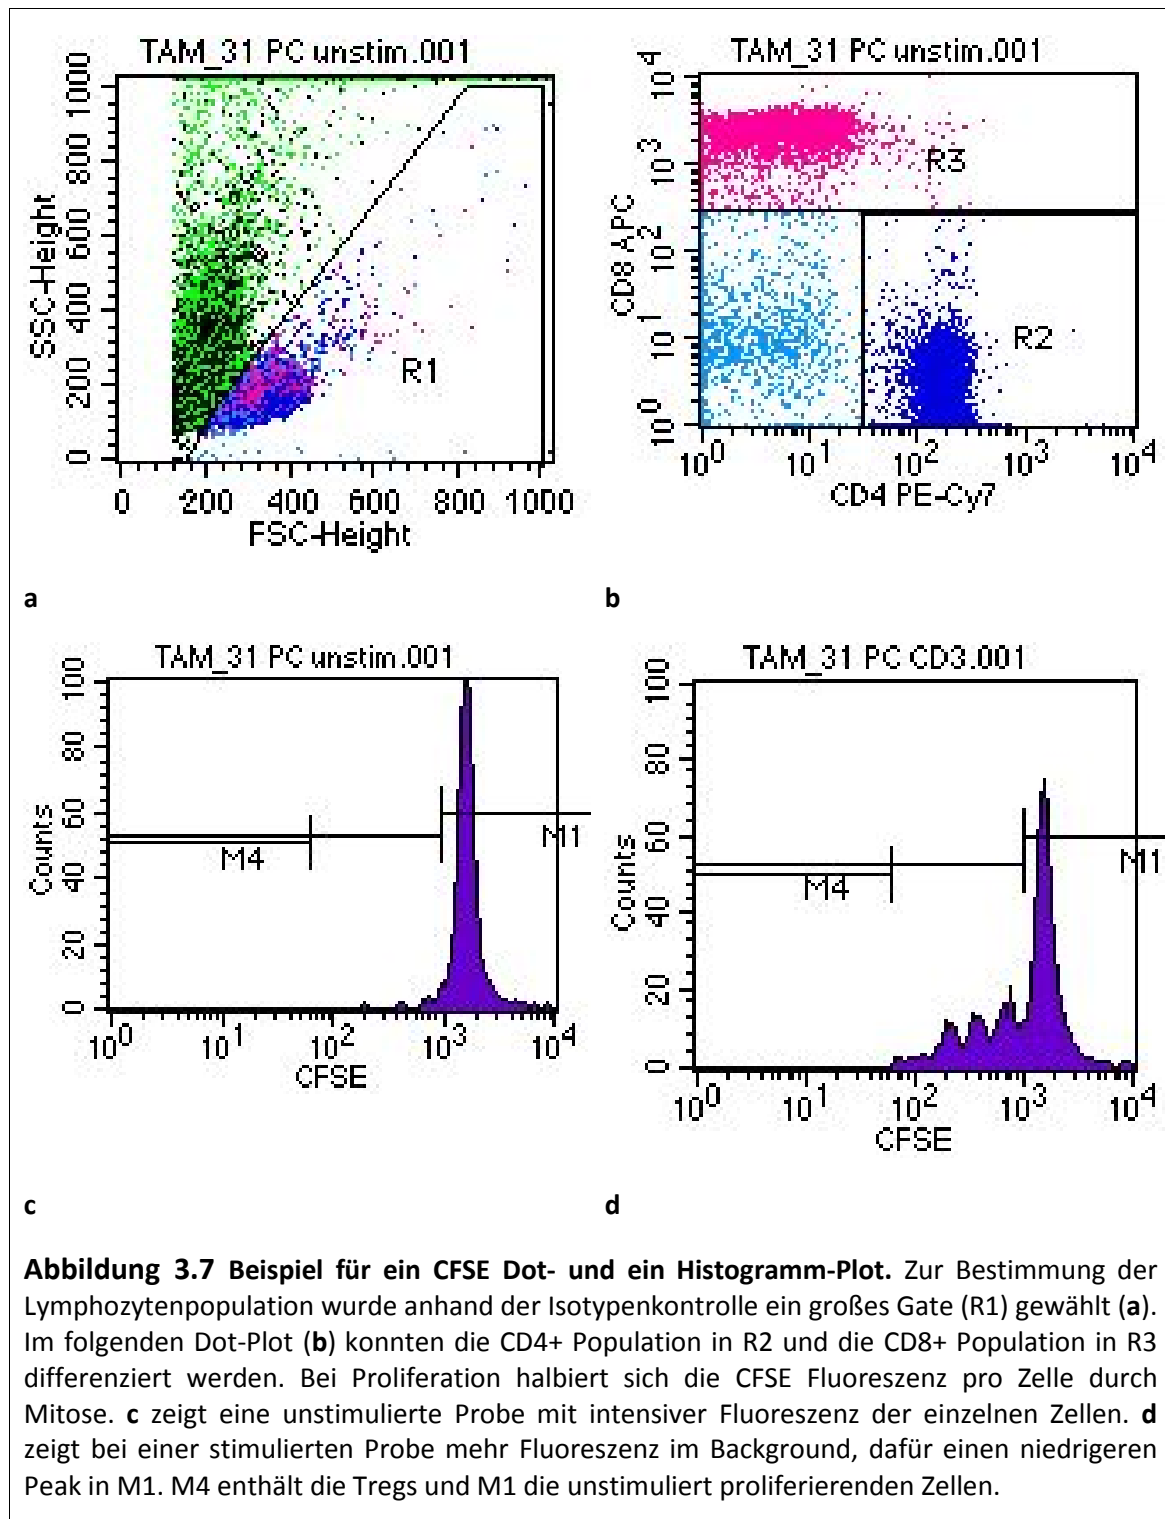 TAM_31 PC unstim.001
SSC-Height
1000
800
600
400
200
0
R1
0 200 400 600 800 1000
FSC-Height
a
TAM_31 PC unstim.001
CD8 APC
10^4
10^3
10^2
10^1
10^0
R3
R2
10^0 10^1 10^2 10^3 10^4
CD4 PE-Cy7
b
TAM_31 PC unstim.001
Counts
100
80
60
40
20
0
M4
M1
10^0 10^1 10^2 10^3 10^4
CFSE
c
TAM_31 PC CD3.001
Counts
100
80
60
40
20
0
M4
M1
10^0 10^1 10^2 10^3 10^4
CFSE
d
Abbildung 3.7 Beispiel für ein CFSE Dot- und ein Histogramm-Plot. Zur Bestimmung der
Lymphozytenpopulation wurde anhand der Isotypenkontrolle ein großes Gate (R1) gewählt (a).
Im folgenden Dot-Plot (b) konnten die CD4+ Population in R2 und die CD8+ Population in R3
differenziert werden. Bei Proliferation halbiert sich die CFSE Fluoreszenz pro Zelle durch
Mitose. c zeigt eine unstimulierte Probe mit intensiver Fluoreszenz der einzelnen Zellen. d
zeigt bei einer stimulierten Probe mehr Fluoreszenz im Background, dafür einen niedrigeren
Peak in M1. M4 enthält die Tregs und M1 die unstimuliert proliferierenden Zellen.